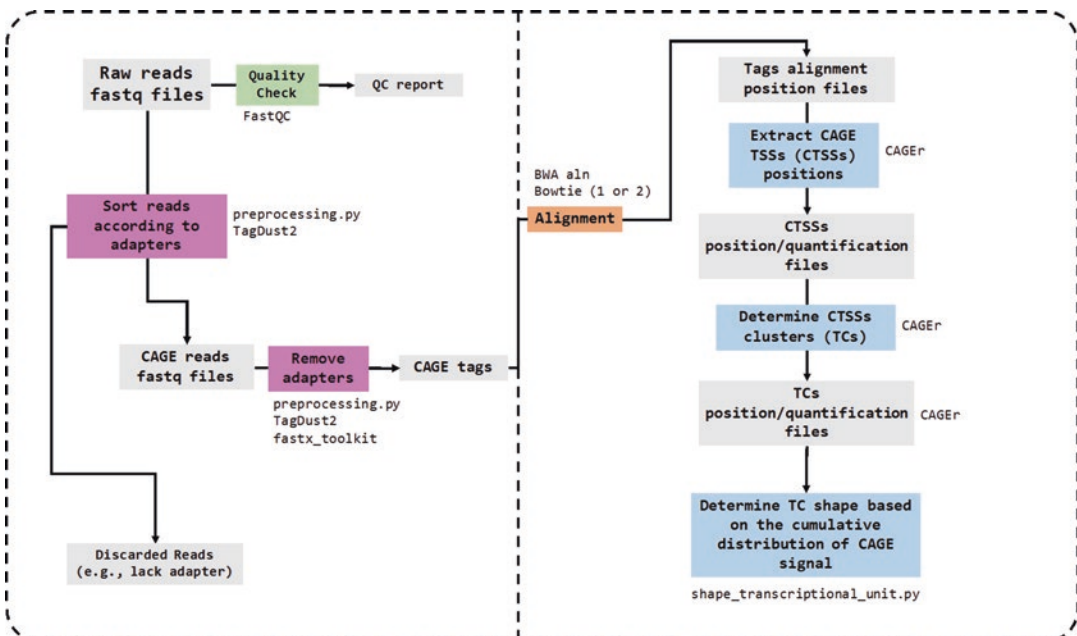 Raw reads
fastq files
Quality
Check
FastQC
QC report
Sort reads
according to
adapters
preprocessing.py
TagDust2
CAGE reads
fastq files
Remove
adapters
preprocessing.py
TagDust2
fastx_toolkit
CAGE tags
Discarded Reads
(e.g., lack adapter)
BWA aln
Bowtie (1 or 2)
Alignment
Tags alignment
position files
Extract CAGE
TSSs (CTSSs)
positions
CAGEr
CTSSs
position/quantification
files
Determine CTSSs
clusters (TCs)
CAGEr
TCs
position/quantification
files
CAGEr
Determine TC shape based
on the cumulative
distribution of CAGE
signal
shape_transcriptional_unit.py